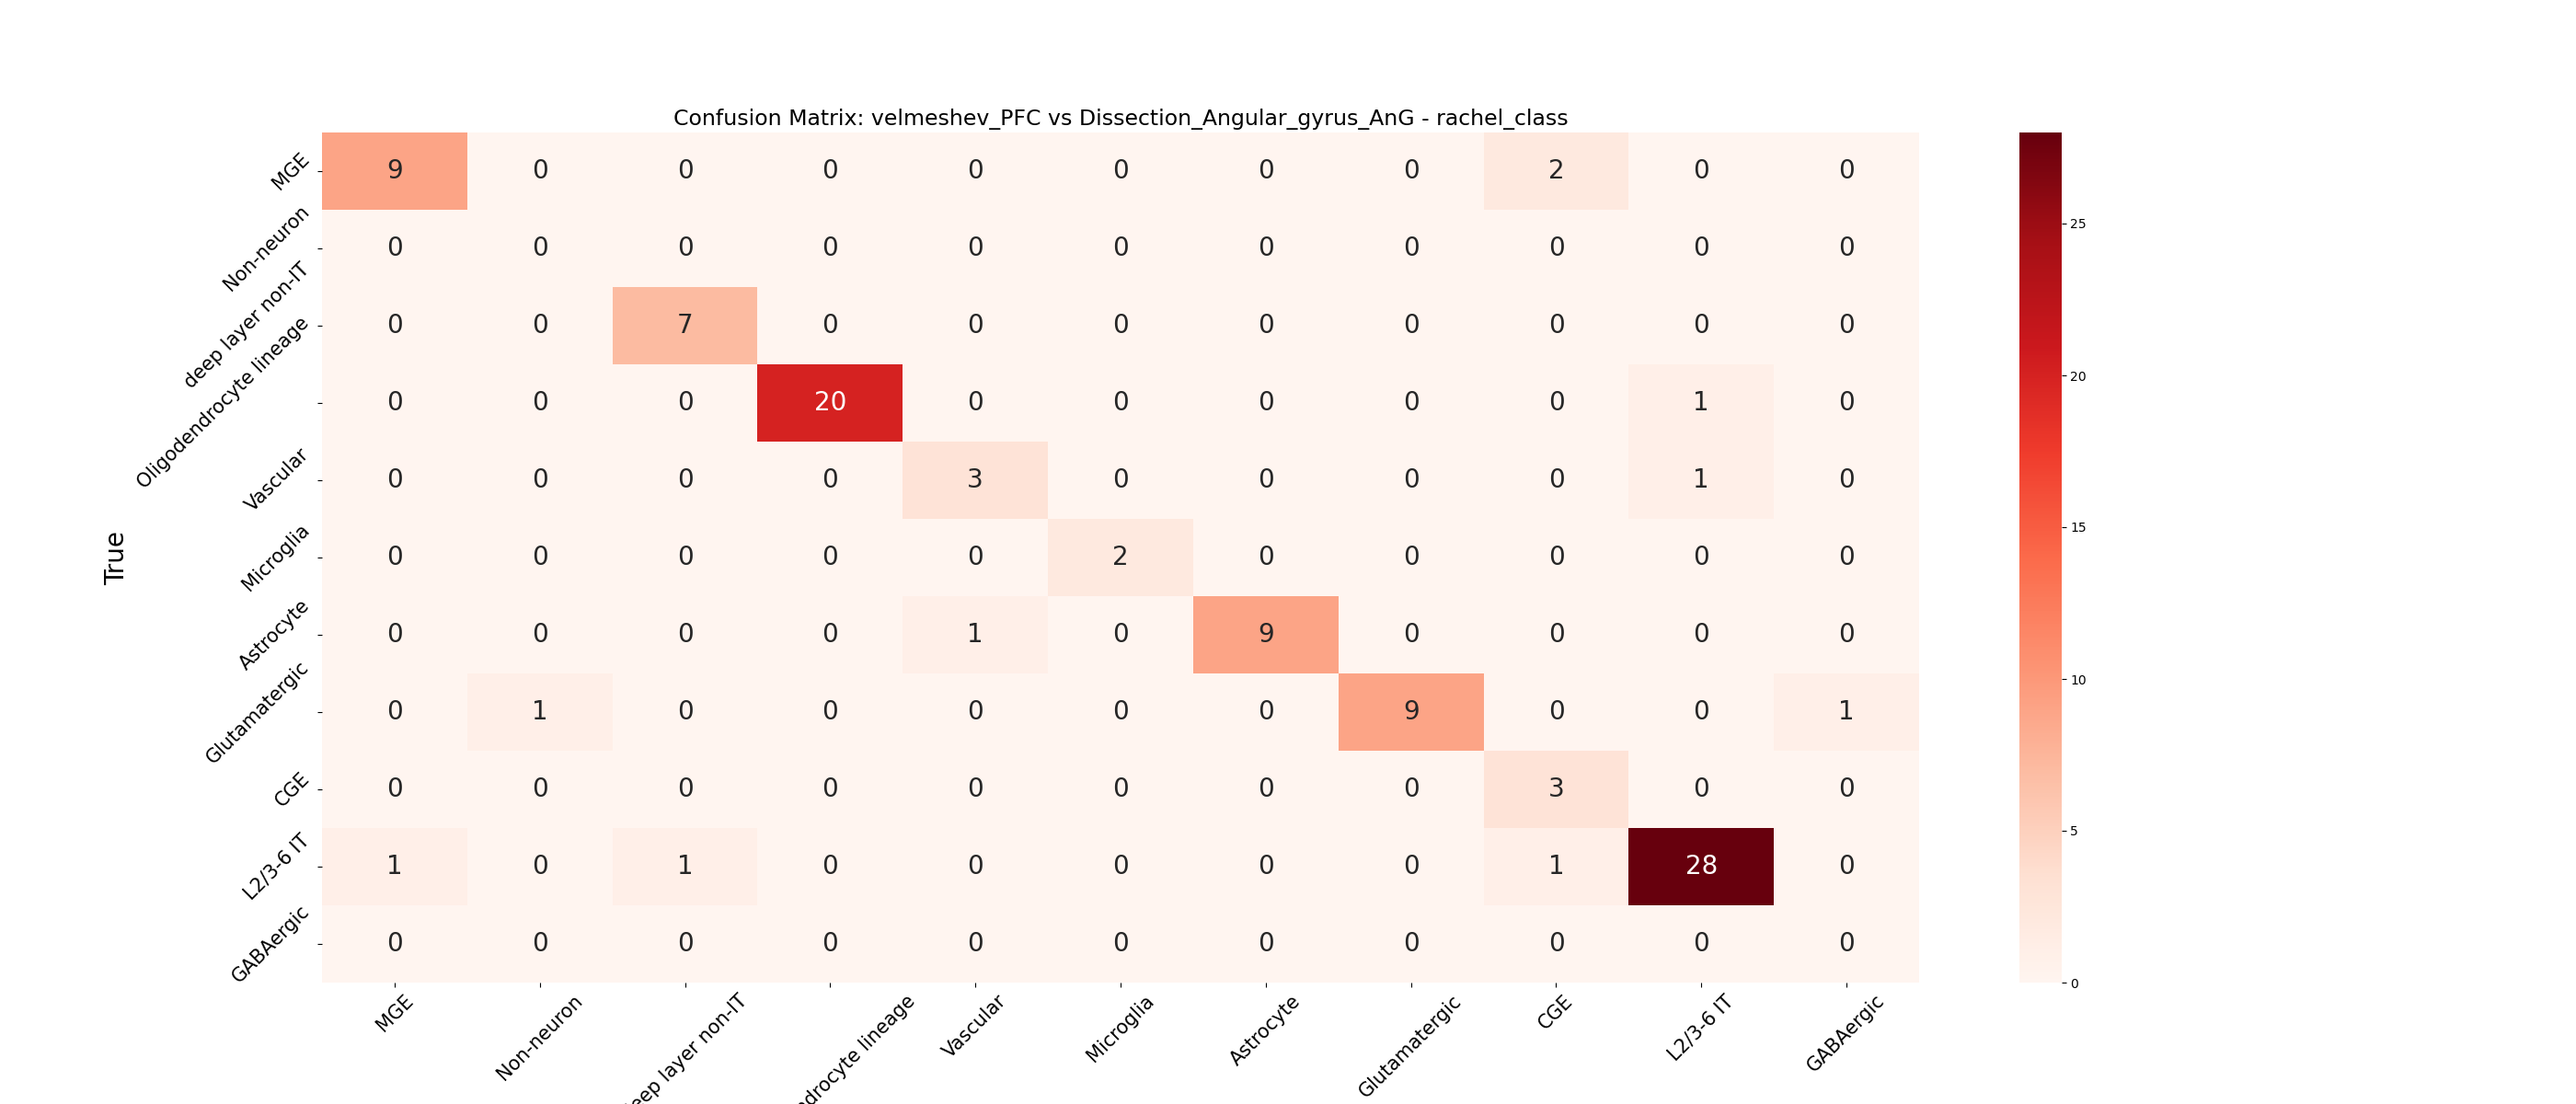 Confusion Matrix: velmeshev_PFC vs Dissection_Angular_gyrus_AnG - rachel_class
True
MGE 9 0 0 0 0 0 0 0 2 0 0
Non-neuron 0 0 0 0 0 0 0 0 0 0 0
deep layer non-IT 0 0 7 0 0 0 0 0 0 0 0
Oligodendrocyte lineage 0 0 0 20 0 0 0 0 0 1 0
Vascular 0 0 0 0 3 0 0 0 0 1 0
Microglia 0 0 0 0 0 2 0 0 0 0 0
Astrocyte 0 0 0 0 1 0 9 0 0 0 0
Glutamatergic 0 1 0 0 0 0 0 9 0 0 1
CGE 0 0 0 0 0 0 0 0 3 0 0
L2/3-6 IT 1 0 1 0 0 0 0 0 1 28 0
GABAergic 0 0 0 0 0 0 0 0 0 0 0
MGE
Non-neuron
eep layer non-IT
ndrocyte lineage
Vascular
Microglia
Astrocyte
Glutamatergic
CGE
L2/3-6 IT
GABAergic
25
20
15
10
5
0